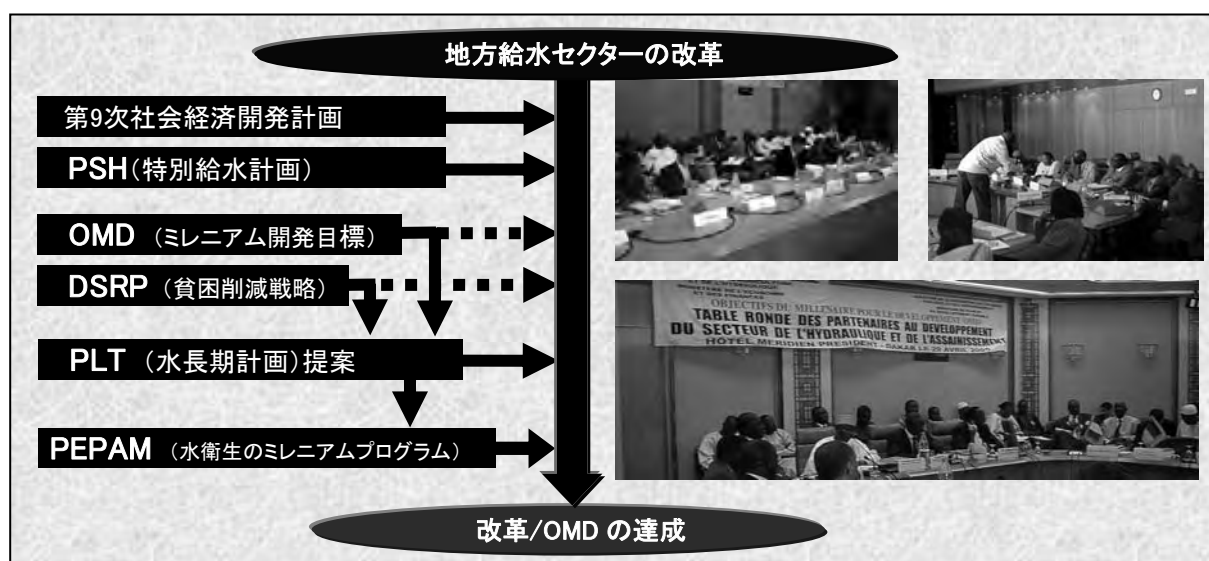 地方給水セクターの改革
第9次社会経済開発計画
PSH(特別給水計画)
OMD (ミレニアム開発目標)
DSRP (貧困削減戦略)
PLT (水長期計画)提案
PEPAM (水衛生のミレニアムプログラム)
OBJECTIFS DU MILLENAIRE POUR LE DEVELOPPEMENT
TABLE RONDE DES PARTENAIRES AU DEVELOPPEMENT
DU SECTEUR DE L'HYDRAULIQUE ET DE L'ASSAINISSEMENT
HÔTEL MERIDIEN PRESIDENT - DAKAR LE 25 AVRIL
改革/OMD の達成